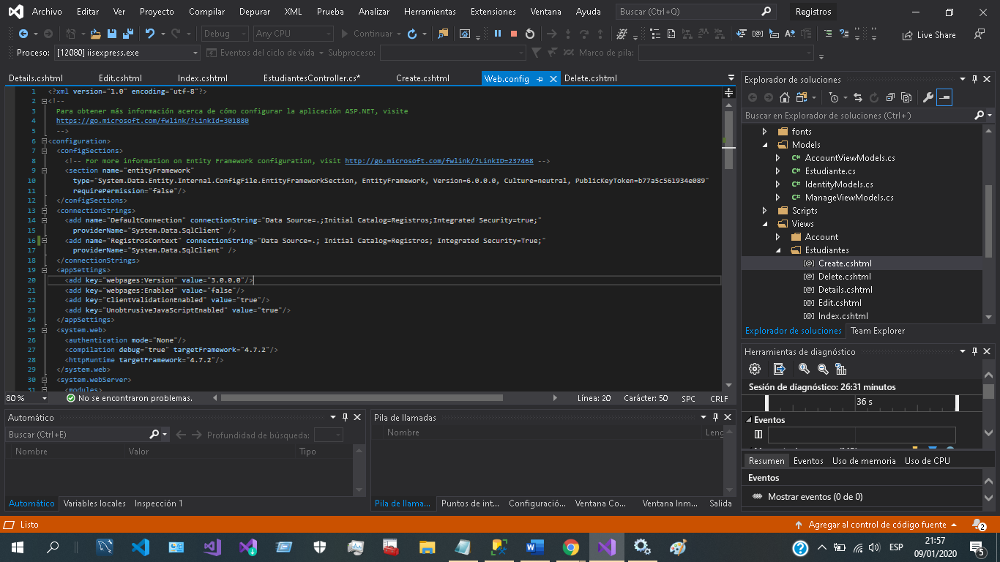 Archivo Editar Ver Proyecto Compilar Depurar XML Prueba Analizar Herramientas Extensiones Ventana Ayuda Buscar (Ctrl+Q) Registros
Debug Any CPU Continuar Live Share
Proceso: [12080] iisexpress.exe Eventos del ciclo de vida Subproceso: Marco de pila:
Details.cshtml Edit.cshtml Index.cshtml EstudiantesController.cs* Create.cshtml Web.config Delete.cshtml
1 <?xml version="1.0" encoding="utf-8"?>
2 <!--
3 Para obtener más información acerca de cómo configurar la aplicación ASP.NET, visite
4 https://go.microsoft.com/fwlink/?LinkId=301880
5 -->
6 <configuration>
7 <configSections>
8 <!-- For more information on Entity Framework configuration, visit http://go.microsoft.com/fwlink/?LinkID=237468 -->
9 <section name="entityFramework"
10 type="System.Data.Entity.Internal.ConfigFile.EntityFrameworkSection, EntityFramework, Version=6.0.0.0, Culture=neutral, PublicKeyToken=b77a5c561934e089"
11 requirePermission="false"/>
12 </configSections>
13 <connectionStrings>
14 <add name="DefaultConnection" connectionString="Data Source=.;Initial Catalog=Registros;Integrated Security=true;"
15 providerName="System.Data.SqlClient" />
16 <add name="RegistrosContext" connectionString="Data Source=.; Initial Catalog=Registros; Integrated Security=True;"
17 providerName="System.Data.SqlClient" />
18 </connectionStrings>
19 <appSettings>
20 <add key="webpages:Version" value="3.0.0.0"/>
21 <add key="webpages:Enabled" value="false"/>
22 <add key="ClientValidationEnabled" value="true"/>
23 <add key="UnobtrusiveJavaScriptEnabled" value="true"/>
24 </appSettings>
25 <system.web>
26 <authentication mode="None"/>
27 <compilation debug="true" targetFramework="4.7.2"/>
28 <httpRuntime targetFramework="4.7.2"/>
29 </system.web>
30 <system.webServer>
31 <modules>
80 % No se encontraron problemas. Línea: 20 Carácter: 50 SPC CRLF
Explorador de soluciones
Buscar en Explorador de soluciones (Ctrl+´)
fonts
Models
C# AccountViewModels.cs
C# Estudiante.cs
C# IdentityModels.cs
C# ManageViewModels.cs
Scripts
Views
Account
Estudiantes
[@] Create.cshtml
[@] Delete.cshtml
[@] Details.cshtml
[@] Edit.cshtml
[@] Index.cshtml
Explorador de soluciones Team Explorer
Herramientas de diagnóstico
Sesión de diagnóstico: 26:31 minutos
36 s
Eventos
Resumen Eventos Uso de memoria Uso de CPU
Eventos
Mostrar eventos (0 de 0)
Automático
Buscar (Ctrl+E) Profundidad de búsqueda:
Nombre Valor Tipo
Automático Variables locales Inspección 1
Pila de llamadas
Nombre Leng
Pila de llama... Puntos de int... Configuració... Ventana Co... Ventana Inm... Salida
Listo Agregar al control de código fuente 2
ESP 21:57
09/01/2020 5